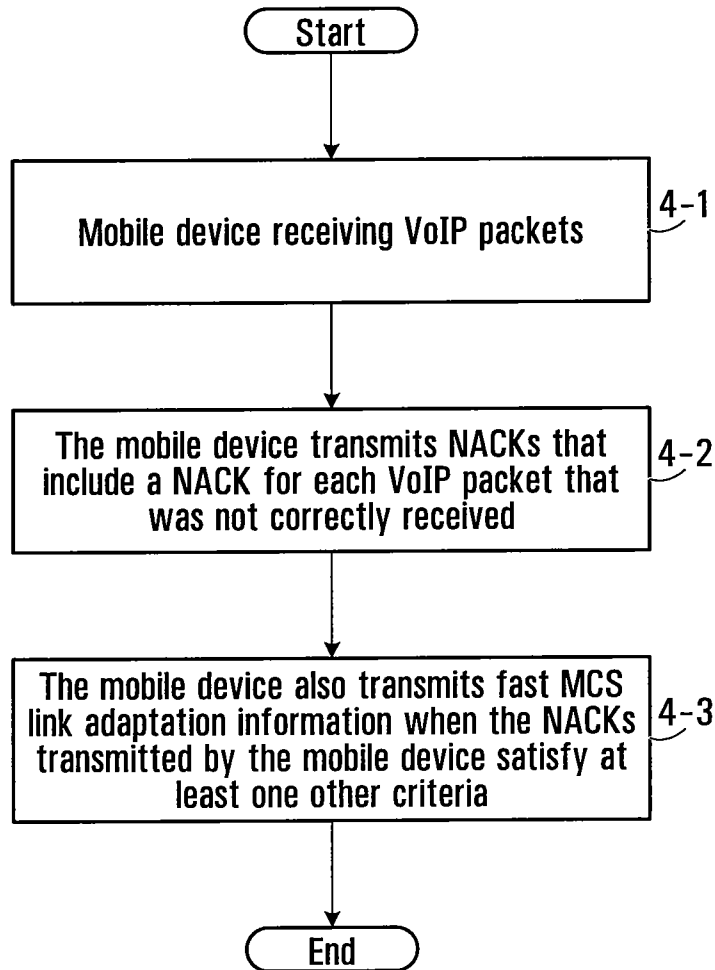 Start
Mobile device receiving VoIP packets
4-1
The mobile device transmits NACKs that
include a NACK for each VoIP packet that
was not correctly received
4-2
The mobile device also transmits fast MCS
link adaptation information when the NACKs
transmitted by the mobile device satisfy at
least one other criteria
4-3
End